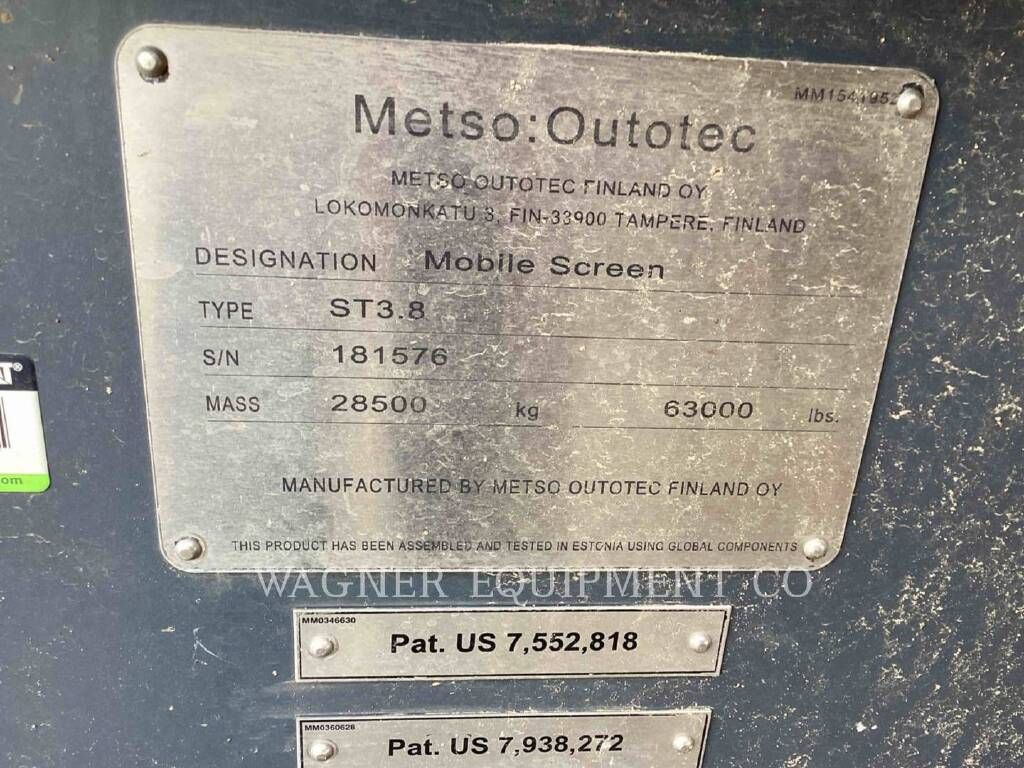 MM154195
Metso:Outotec
METSO OUTOTEC FINLAND OY
LOKOMONKATU 3, FIN-33900 TAMPERE, FINLAND
DESIGNATION Mobile Screen
TYPE ST3.8
S/N 181576
MASS 28500 kg 63000 lbs.
MANUFACTURED BY METSO OUTOTEC FINLAND OY
THIS PRODUCT HAS BEEN ASSEMBLED AND TESTED IN ESTONIA USING GLOBAL COMPONENTS
WAGNER EQUIPMENT CO
MM0346630
Pat. US 7,552,818
MM0360628
Pat. US 7,938,272